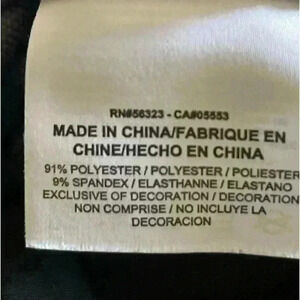 RN#56323 - CA#05553
MADE IN CHINA/FABRIQUE EN
CHINE/HECHO EN CHINA
91% POLYESTER / POLYESTER / POLIESTER
9% SPANDEX / ELASTHANNE / ELASTANO
EXCLUSIVE OF DECORATION / DECORATION
NON COMPRISE / NO INCLUYE LA
DECORACION